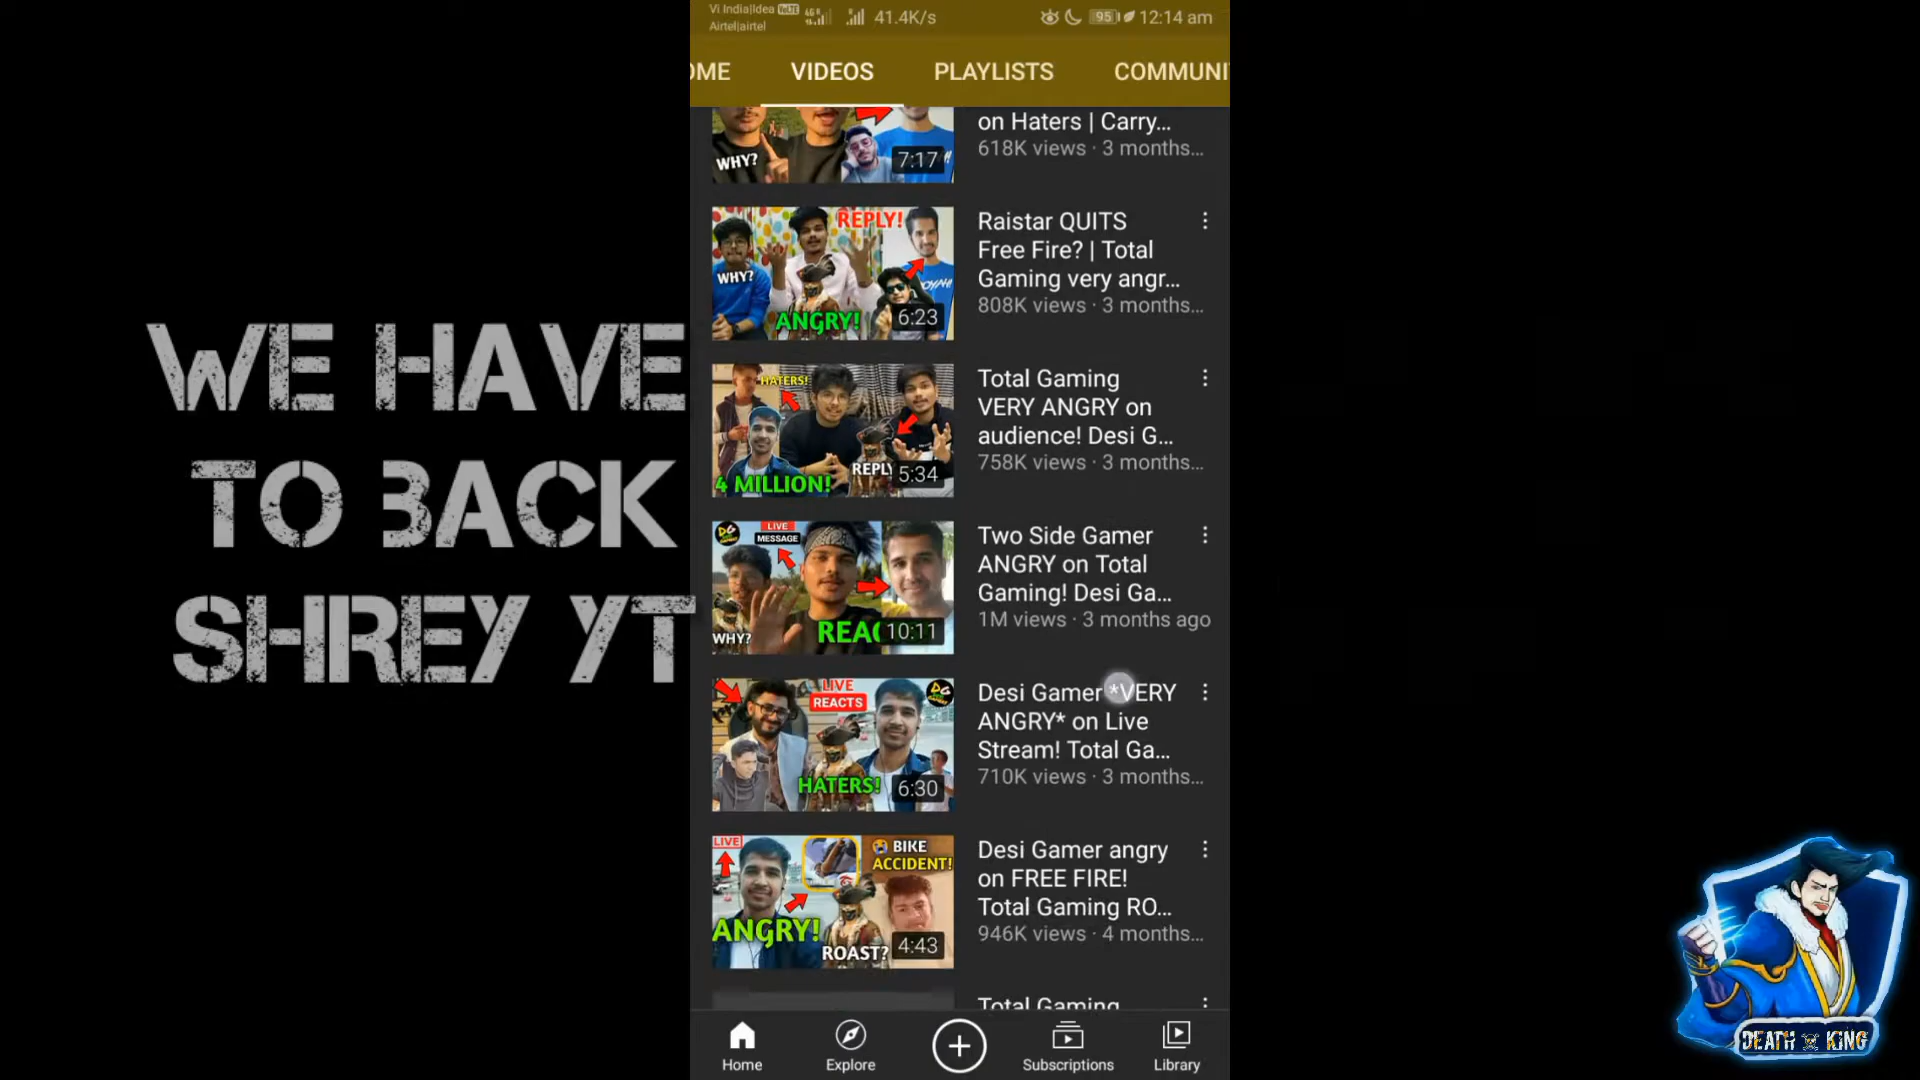 Vi India|Idea VoLTE
Airtel|airtel
4G
41.4K/s
95
12:14 am
OME
VIDEOS
PLAYLISTS
COMMUNI
WE HAVE
TO BACK
SHREY YT
WHY?
7:17
on Haters | Carry...
618K views · 3 months...
REPLY!
WHY?
ANGRY!
6:23
Raistar QUITS
Free Fire? | Total
Gaming very angr...
808K views · 3 months...
HATERS!
4 MILLION!
REPLY
5:34
Total Gaming
VERY ANGRY on
audience! Desi G...
758K views · 3 months...
DG
LIVE
MESSAGE
WHY?
REAC
10:11
Two Side Gamer
ANGRY on Total
Gaming! Desi Ga...
1M views · 3 months ago
LIVE
REACTS
DG
HATERS!
6:30
Desi Gamer *VERY
ANGRY* on Live
Stream! Total Ga...
710K views · 3 months...
LIVE
BIKE
ACCIDENT!
ANGRY!
ROAST?
4:43
Desi Gamer angry
on FREE FIRE!
Total Gaming RO...
946K views · 4 months...
Total Gaming
Home
Explore
Subscriptions
Library
DEATH KING